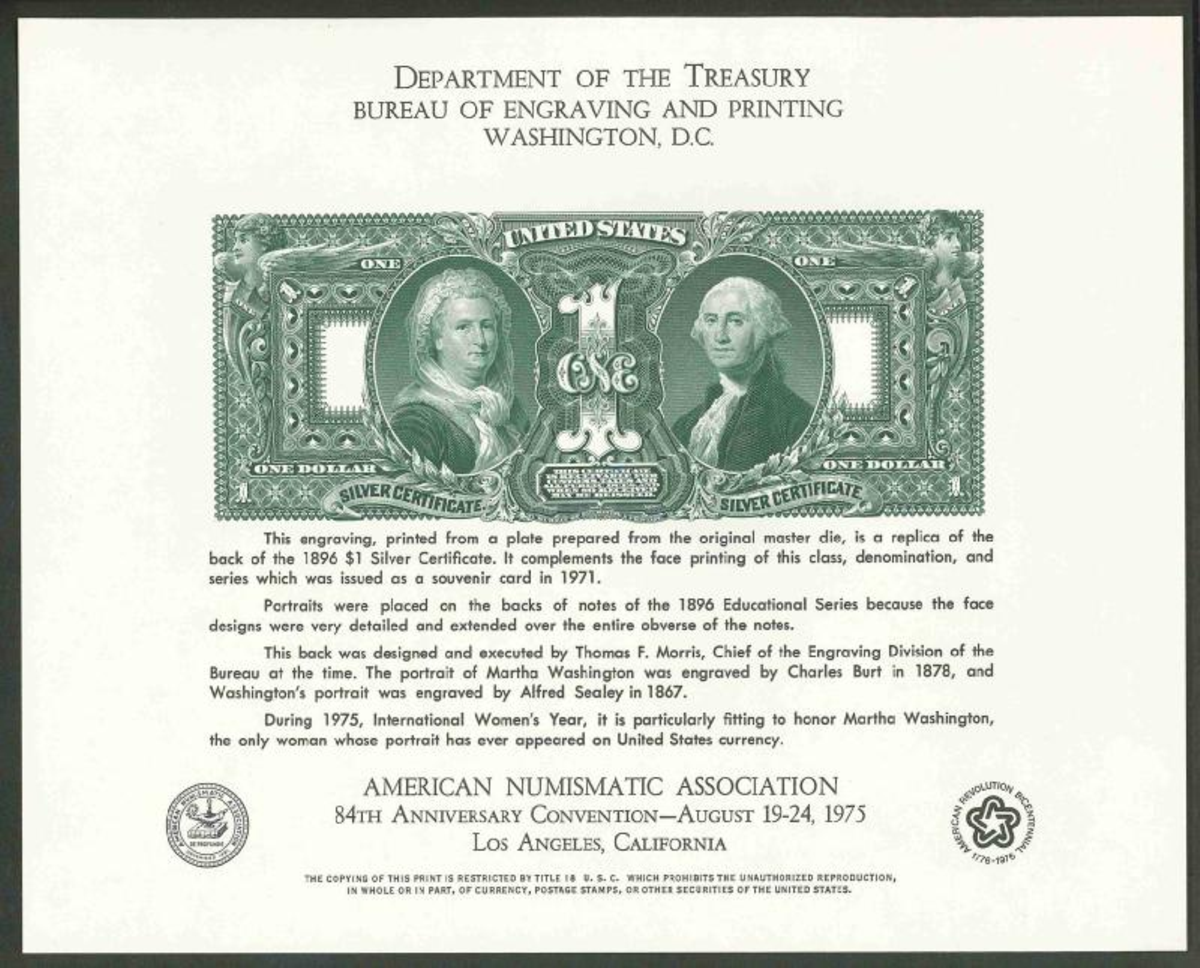 DEPARTMENT OF THE TREASURY
BUREAU OF ENGRAVING AND PRINTING
WASHINGTON, D.C.
UNITED STATES
ONE
ONE
1
1
1
ONE
ONE DOLLAR
ONE DOLLAR
1
1
SILVER CERTIFICATE
SILVER CERTIFICATE
THIS CERTIFICATE
This engraving, printed from a plate prepared from the original master die, is a replica of the
back of the 1896 $1 Silver Certificate. It complements the face printing of this class, denomination, and
series which was issued as a souvenir card in 1971.
Portraits were placed on the backs of notes of the 1896 Educational Series because the face
designs were very detailed and extended over the entire obverse of the notes.
This back was designed and executed by Thomas F. Morris, Chief of the Engraving Division of the
Bureau at the time. The portrait of Martha Washington was engraved by Charles Burt in 1878, and
Washington's portrait was engraved by Alfred Sealey in 1867.
During 1975, International Women's Year, it is particularly fitting to honor Martha Washington,
the only woman whose portrait has ever appeared on United States currency.
AMERICAN NUMISMATIC ASSOCIATION
84TH ANNIVERSARY CONVENTION—AUGUST 19-24, 1975
LOS ANGELES, CALIFORNIA
AMERICAN NUMISMATIC ASSOCIATION
AMERICAN REVOLUTION BICENTENNIAL
1776-1976
THE COPYING OF THIS PRINT IS RESTRICTED BY TITLE 18 U. S. C. WHICH PROHIBITS THE UNAUTHORIZED REPRODUCTION,
IN WHOLE OR IN PART, OF CURRENCY, POSTAGE STAMPS, OR OTHER SECURITIES OF THE UNITED STATES.